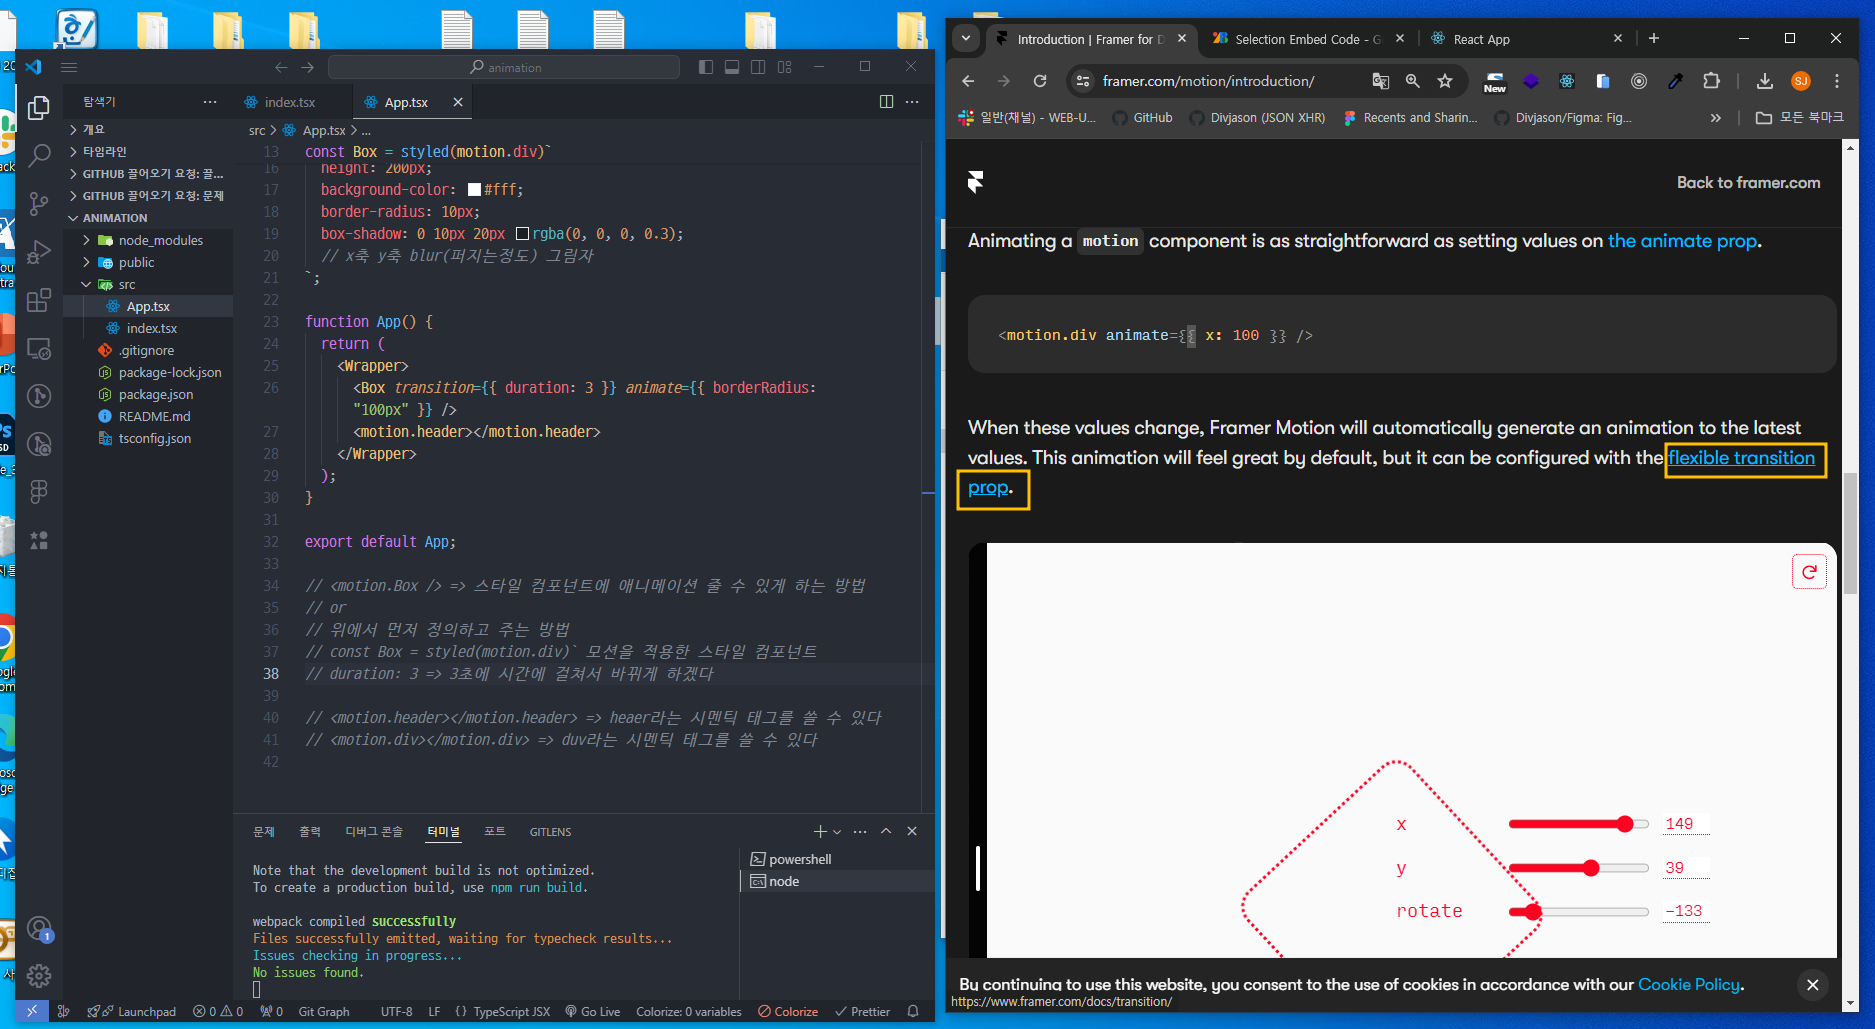 animation
탐색기
index.tsx
App.tsx
개요
타임라인
GITHUB 끌어오기 요청: 끌...
GITHUB 끌어오기 요청: 문제
ANIMATION
node_modules
public
src
App.tsx
index.tsx
.gitignore
package-lock.json
package.json
README.md
tsconfig.json
src > App.tsx > ...
13 const Box = styled(motion.div)`
16 height: 200px;
17 background-color: #fff;
18 border-radius: 10px;
19 box-shadow: 0 10px 20px rgba(0, 0, 0, 0.3);
20 // x축 y축 blur(퍼지는정도) 그림자
21 `;
22
23 function App() {
24 return (
25 <Wrapper>
26 <Box transition={{ duration: 3 }} animate={{ borderRadius:
"100px" }} />
27 <motion.header></motion.header>
28 </Wrapper>
29 );
30 }
31
32 export default App;
33
34 // <motion.Box /> => 스타일 컴포넌트에 애니메이션 줄 수 있게 하는 방법
35 // or
36 // 위에서 먼저 정의하고 주는 방법
37 // const Box = styled(motion.div)` 모션을 적용한 스타일 컴포넌트
38 // duration: 3 => 3초에 시간에 걸쳐서 바뀌게 하겠다
39
40 // <motion.header></motion.header> => heaer라는 시멘틱 태그를 쓸 수 있다
41 // <motion.div></motion.div> => duv라는 시멘틱 태그를 쓸 수 있다
42
문제 출력 디버그 콘솔 터미널 포트 GITLENS
Note that the development build is not optimized.
To create a production build, use npm run build.
webpack compiled successfully
Files successfully emitted, waiting for typecheck results...
Issues checking in progress...
No issues found.
powershell
node
1
Launchpad 0 0 0 Git Graph UTF-8 LF {} TypeScript JSX Go Live Colorize: 0 variables Colorize Prettier
Introduction | Framer for D
Selection Embed Code - G
React App
framer.com/motion/introduction/
New
SJ
일반(채널) - WEB-U...
GitHub
Divjason (JSON XHR)
Recents and Sharin...
Divjason/Figma: Fig...
모든 북마크
Back to framer.com
Animating a motion component is as straightforward as setting values on the animate prop.
<motion.div animate={{ x: 100 }} />
When these values change, Framer Motion will automatically generate an animation to the latest
values. This animation will feel great by default, but it can be configured with the flexible transition
prop.
x 149
y 39
rotate -133
By continuing to use this website, you consent to the use of cookies in accordance with our Cookie Policy.
https://www.framer.com/docs/transition/